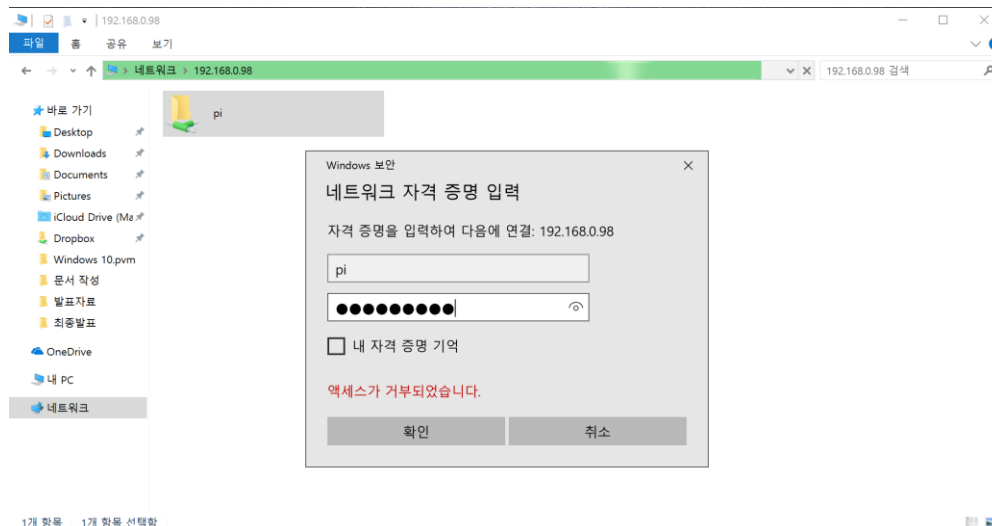 192.168.0.98
파일 홈 공유 보기
네트워크 > 192.168.0.98
192.168.0.98 검색
바로 가기
Desktop
Downloads
Documents
Pictures
iCloud Drive (Ma
Dropbox
Windows 10.pvm
문서 작성
발표자료
최종발표
OneDrive
내 PC
네트워크
pi
Windows 보안
네트워크 자격 증명 입력
자격 증명을 입력하여 다음에 연결: 192.168.0.98
pi
●●●●●●●●●
내 자격 증명 기억
액세스가 거부되었습니다.
확인 취소
1개 항목 1개 항목 선택함